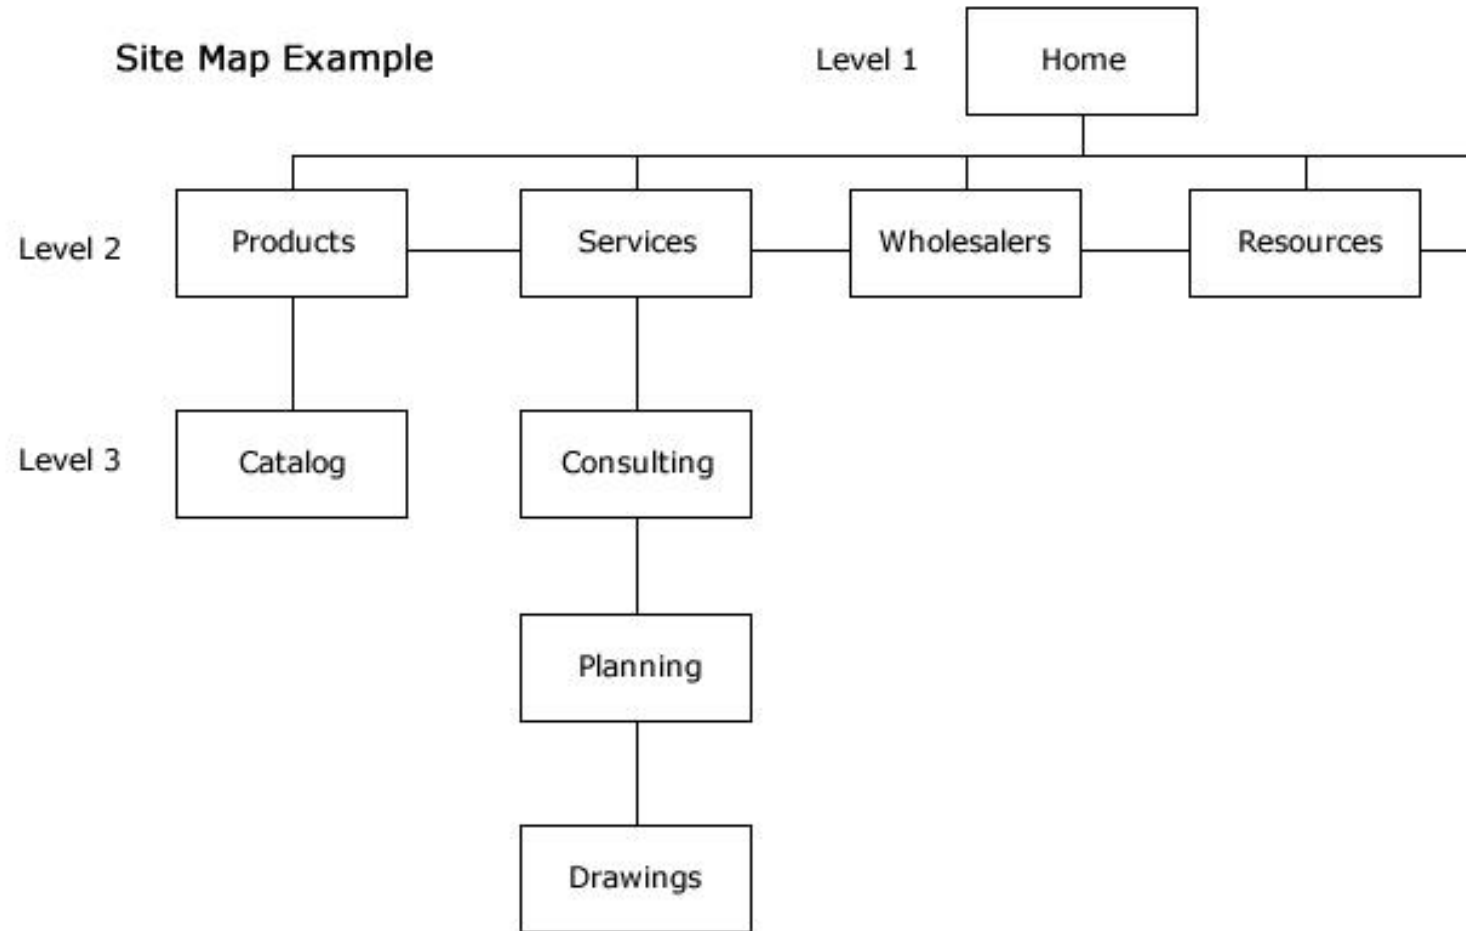 Site Map Example
Level 1
Home
Level 2
Products
Services
Wholesalers
Resources
Level 3
Catalog
Consulting
Planning
Drawings